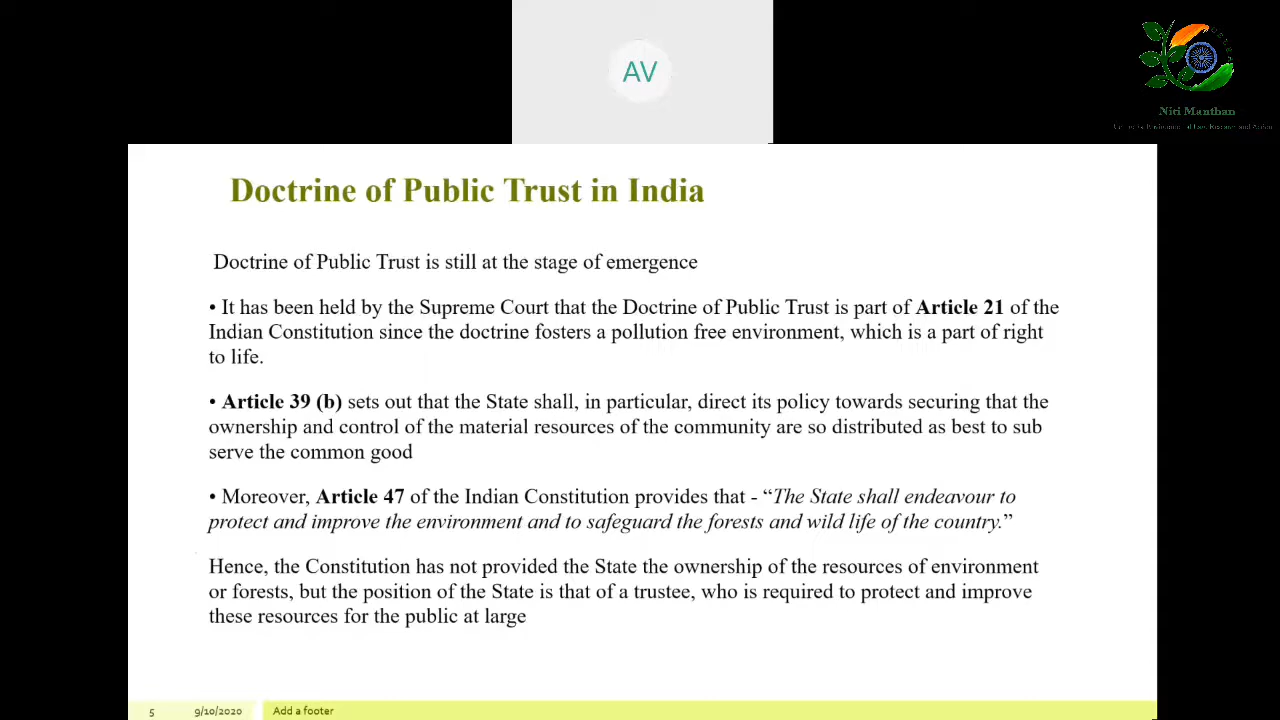 AV
Niti Manthan
Doctrine of Public Trust in India
Doctrine of Public Trust is still at the stage of emergence
• It has been held by the Supreme Court that the Doctrine of Public Trust is part of Article 21 of the
Indian Constitution since the doctrine fosters a pollution free environment, which is a part of right
to life.
• Article 39 (b) sets out that the State shall, in particular, direct its policy towards securing that the
ownership and control of the material resources of the community are so distributed as best to sub
serve the common good
• Moreover, Article 47 of the Indian Constitution provides that - “The State shall endeavour to
protect and improve the environment and to safeguard the forests and wild life of the country.”
Hence, the Constitution has not provided the State the ownership of the resources of environment
or forests, but the position of the State is that of a trustee, who is required to protect and improve
these resources for the public at large
5 9/10/2020 Add a footer